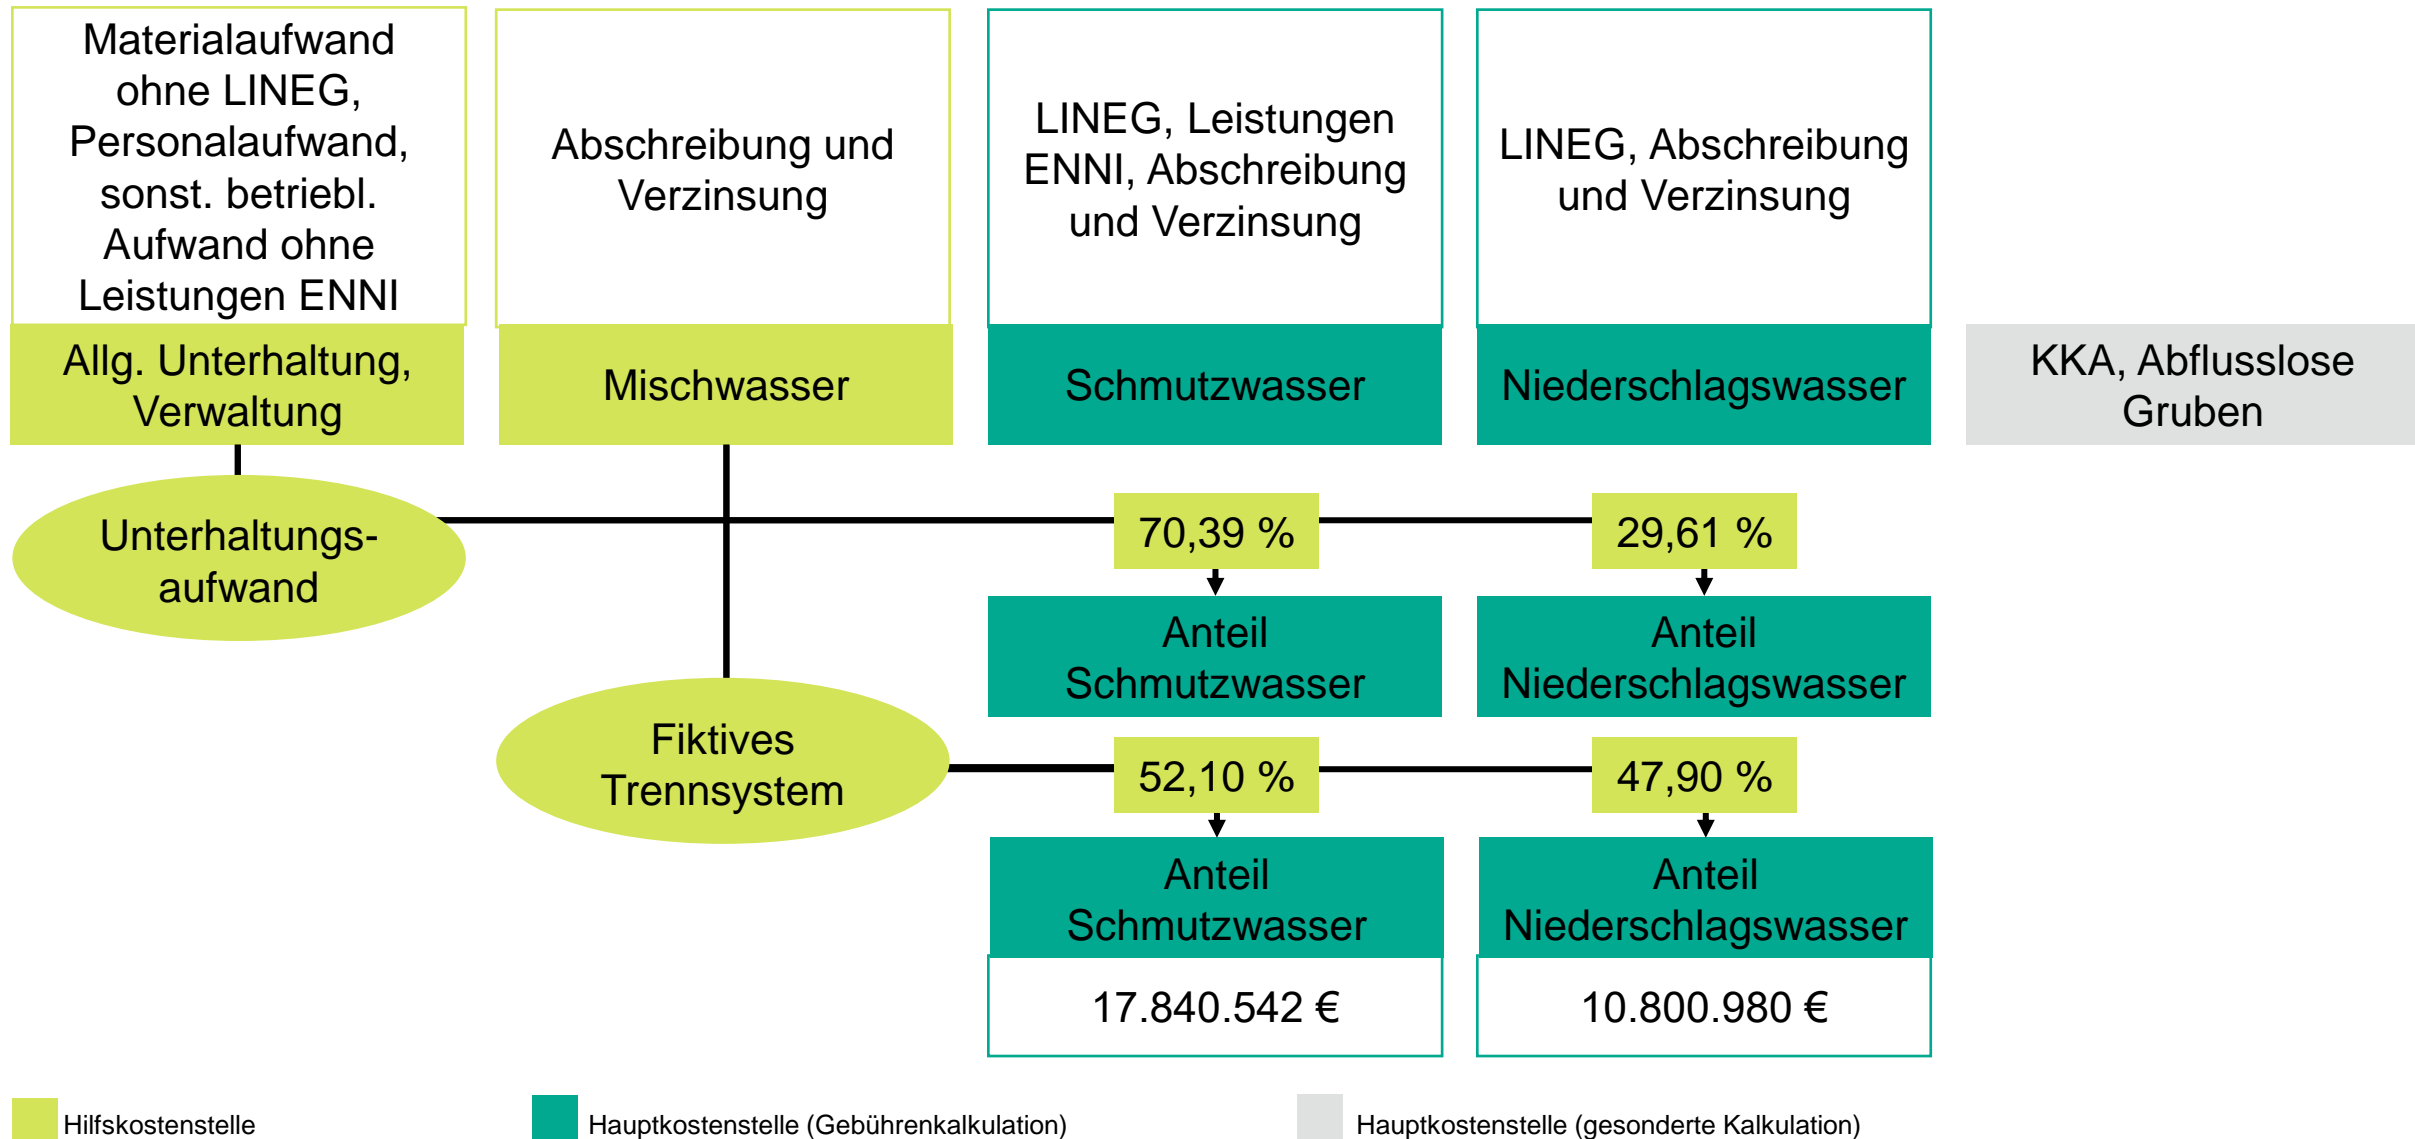 Materialaufwand
ohne LINEG,
Personalaufwand,
sonst. betriebl.
Aufwand ohne
Leistungen ENNI
Allg. Unterhaltung,
Verwaltung
Abschreibung und
Verzinsung
Mischwasser
LINEG, Leistungen
ENNI, Abschreibung
und Verzinsung
Schmutzwasser
LINEG, Abschreibung
und Verzinsung
Niederschlagswasser
KKA, Abflusslose
Gruben
Unterhaltungs-
aufwand
70,39 %
29,61 %
Anteil
Schmutzwasser
Anteil
Niederschlagswasser
Fiktives
Trennsystem
52,10 %
47,90 %
Anteil
Schmutzwasser
Anteil
Niederschlagswasser
17.840.542 €
10.800.980 €
Hilfskostenstelle
Hauptkostenstelle (Gebührenkalkulation)
Hauptkostenstelle (gesonderte Kalkulation)